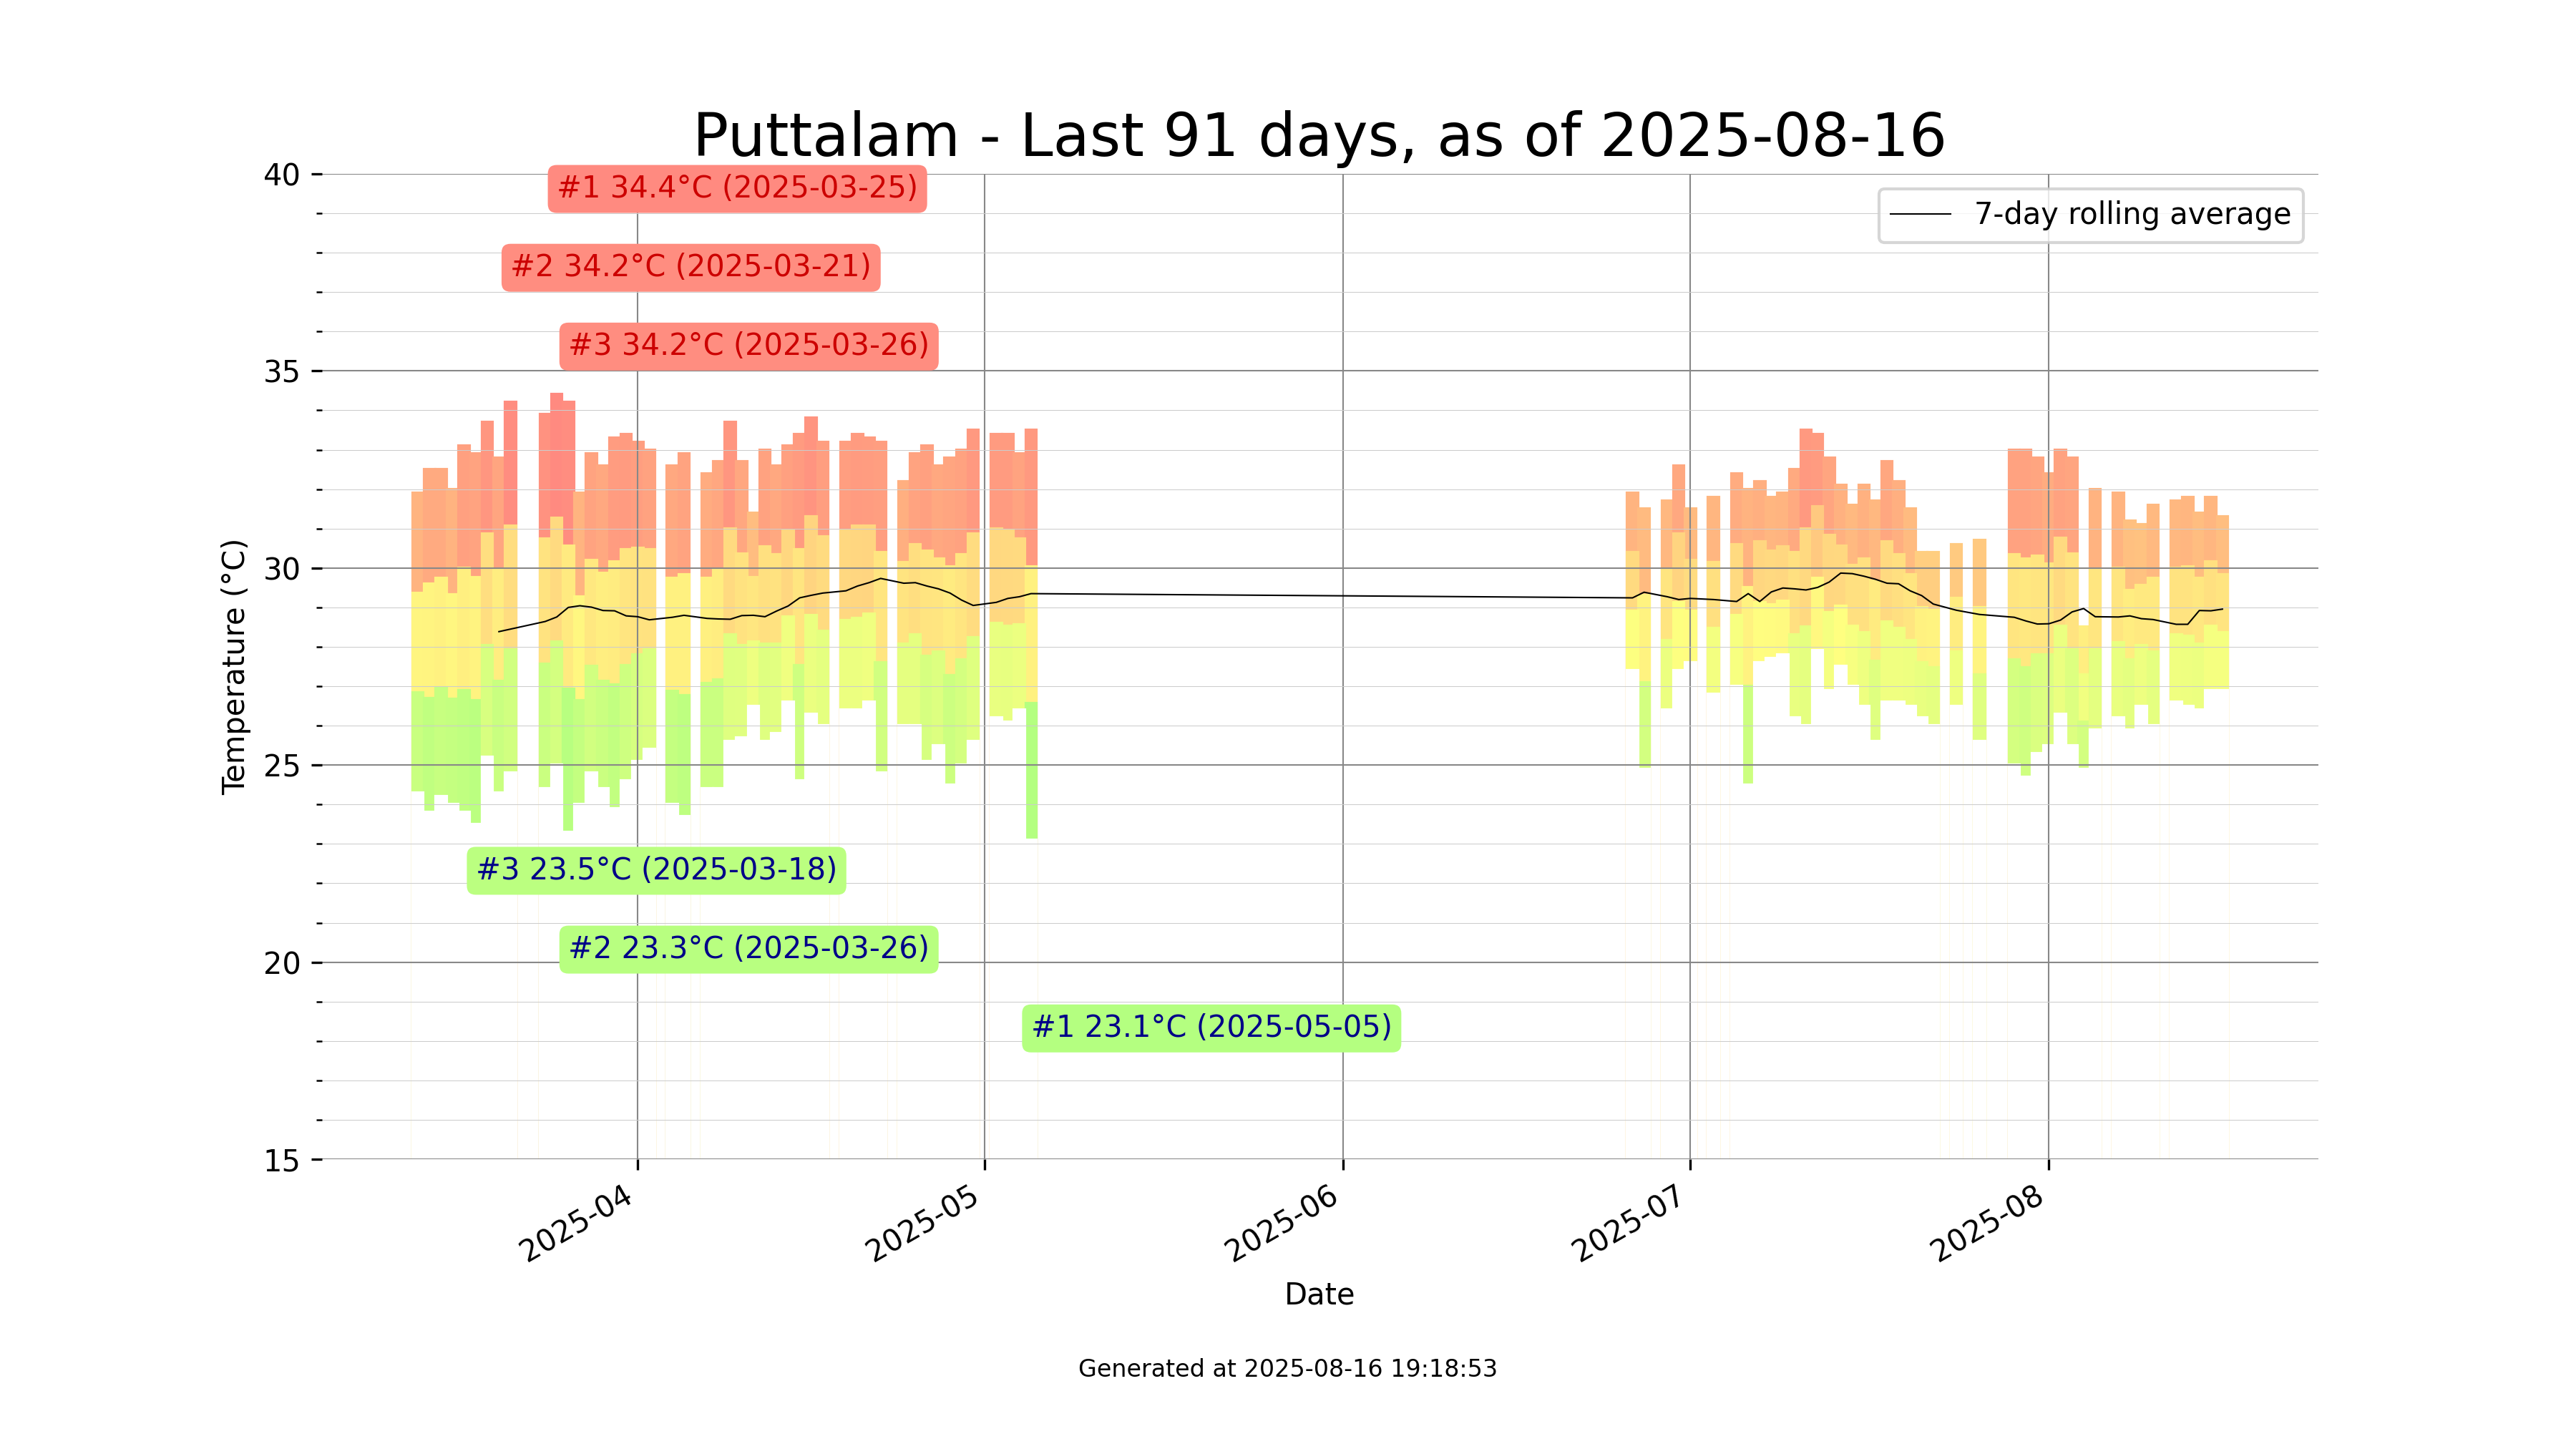 Puttalam - Last 91 days, as of 2025-08-16
40
#1 34.4°C (2025-03-25)
7-day rolling average
#2 34.2°C (2025-03-21)
#3 34.2°C (2025-03-26)
35
30
Temperature (°C)
25
#3 23.5°C (2025-03-18)
#2 23.3°C (2025-03-26)
20
#1 23.1°C (2025-05-05)
15
2025-04
2025-05
2025-06
2025-07
2025-08
Date
Generated at 2025-08-16 19:18:53